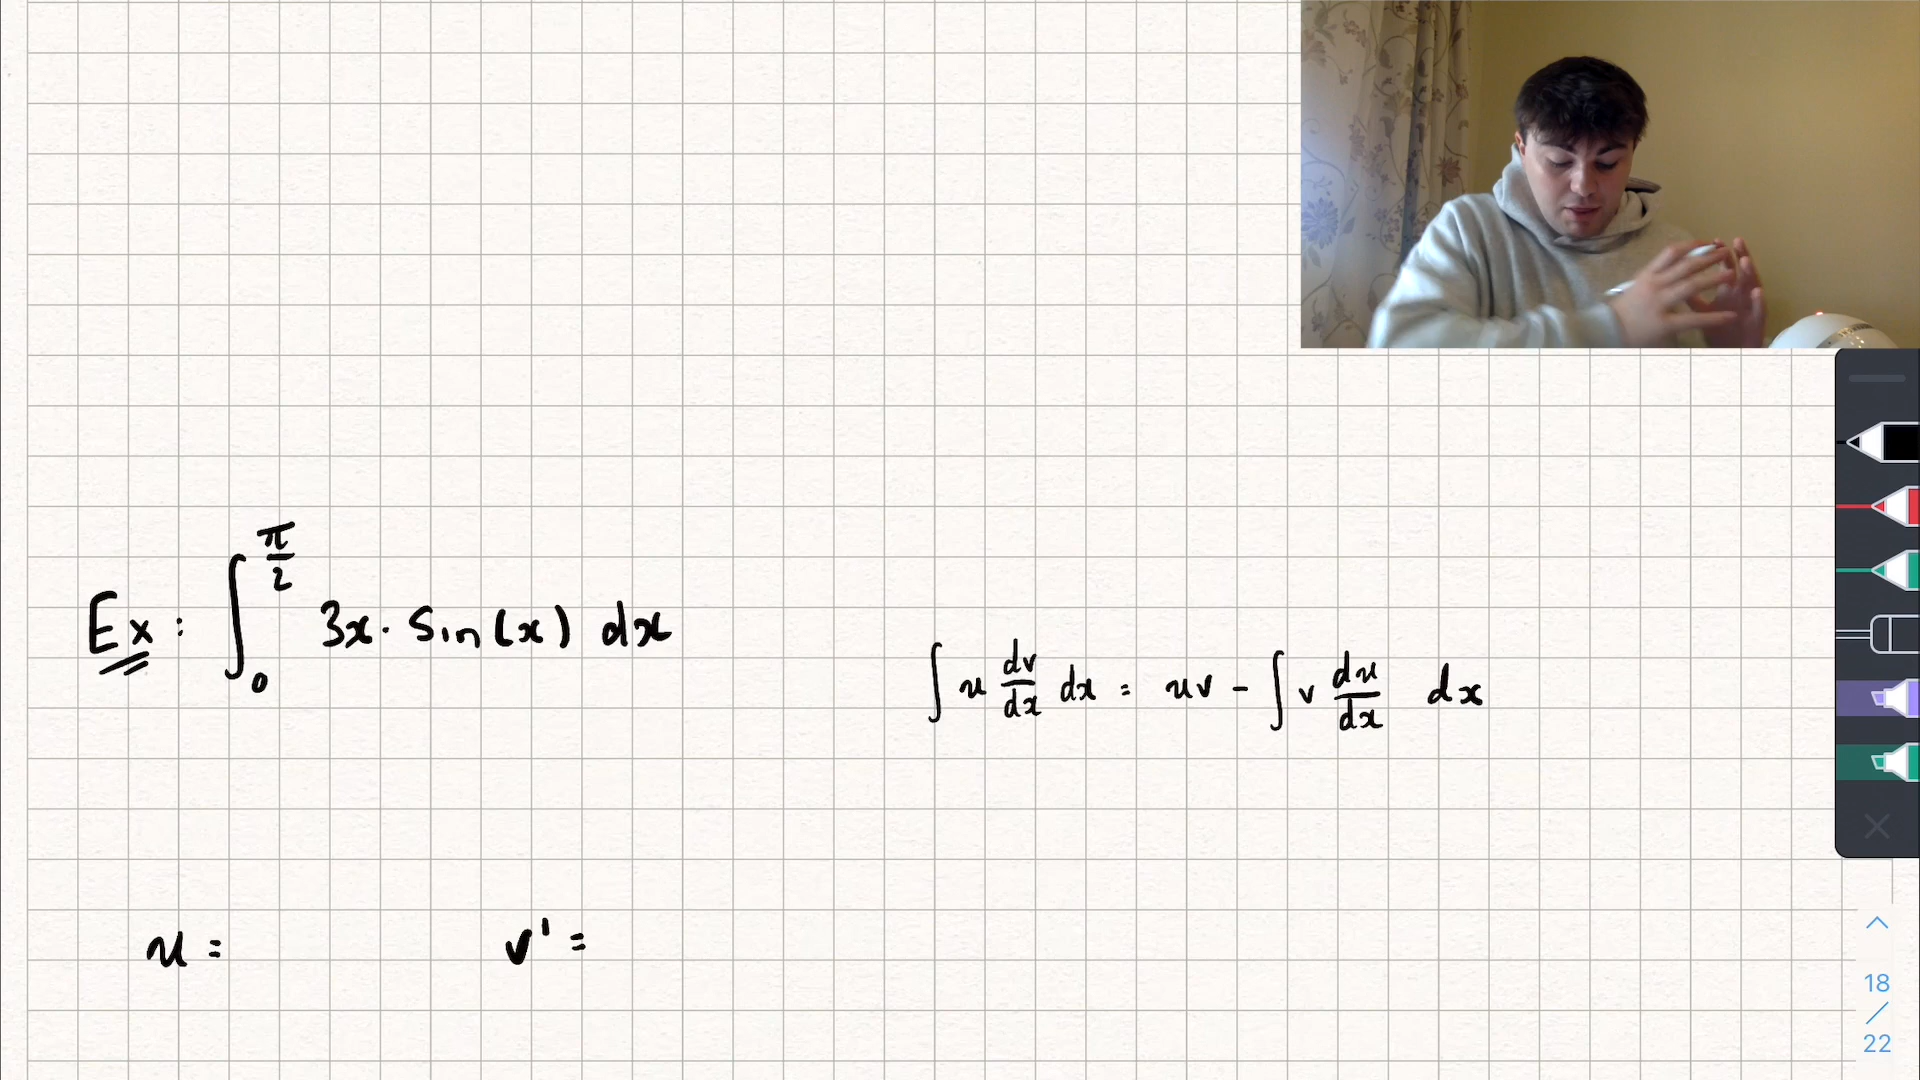 Ex: ∫₀^{π/2} 3x · Sin(x) dx
∫ u dv/dx dx = uv - ∫ v du/dx dx
u = v' =
18
/
22